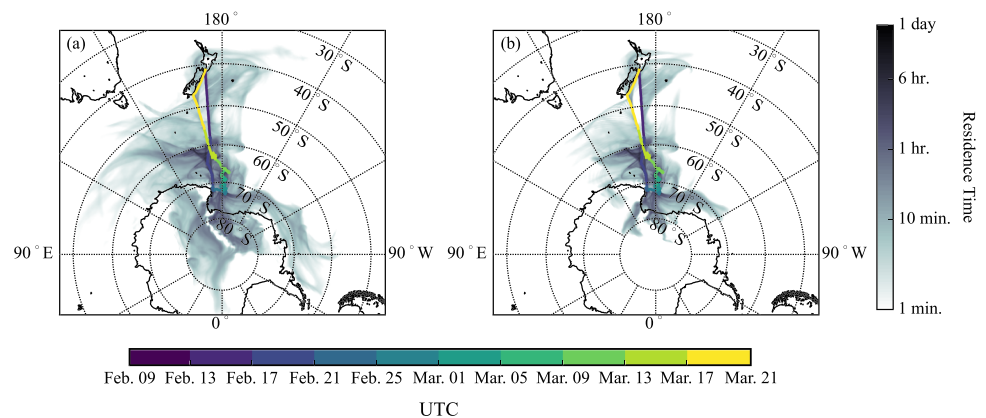 180° 180°
(a) (b)
30° S 30° S
40° S 40° S
50° S 50° S
60° S 60° S
70° S 70° S
80° S 80° S
90° E 90° W 90° E 90° W
0° 0°
1 day
6 hr.
1 hr.
10 min.
1 min.
Residence Time
Feb. 09 Feb. 13 Feb. 17 Feb. 21 Feb. 25 Mar. 01 Mar. 05 Mar. 09 Mar. 13 Mar. 17 Mar. 21
UTC